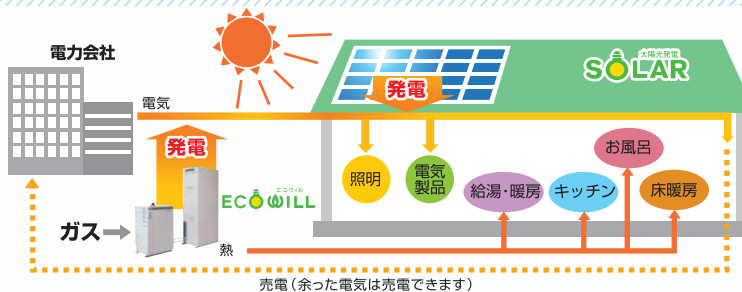 電力会社
太陽光発電
SOLAR
電気
発電
発電
エコウィル
ECOWILL
照明
電気
製品
給湯・暖房
キッチン
お風呂
床暖房
ガス
熱
売電（余った電気は売電できます）